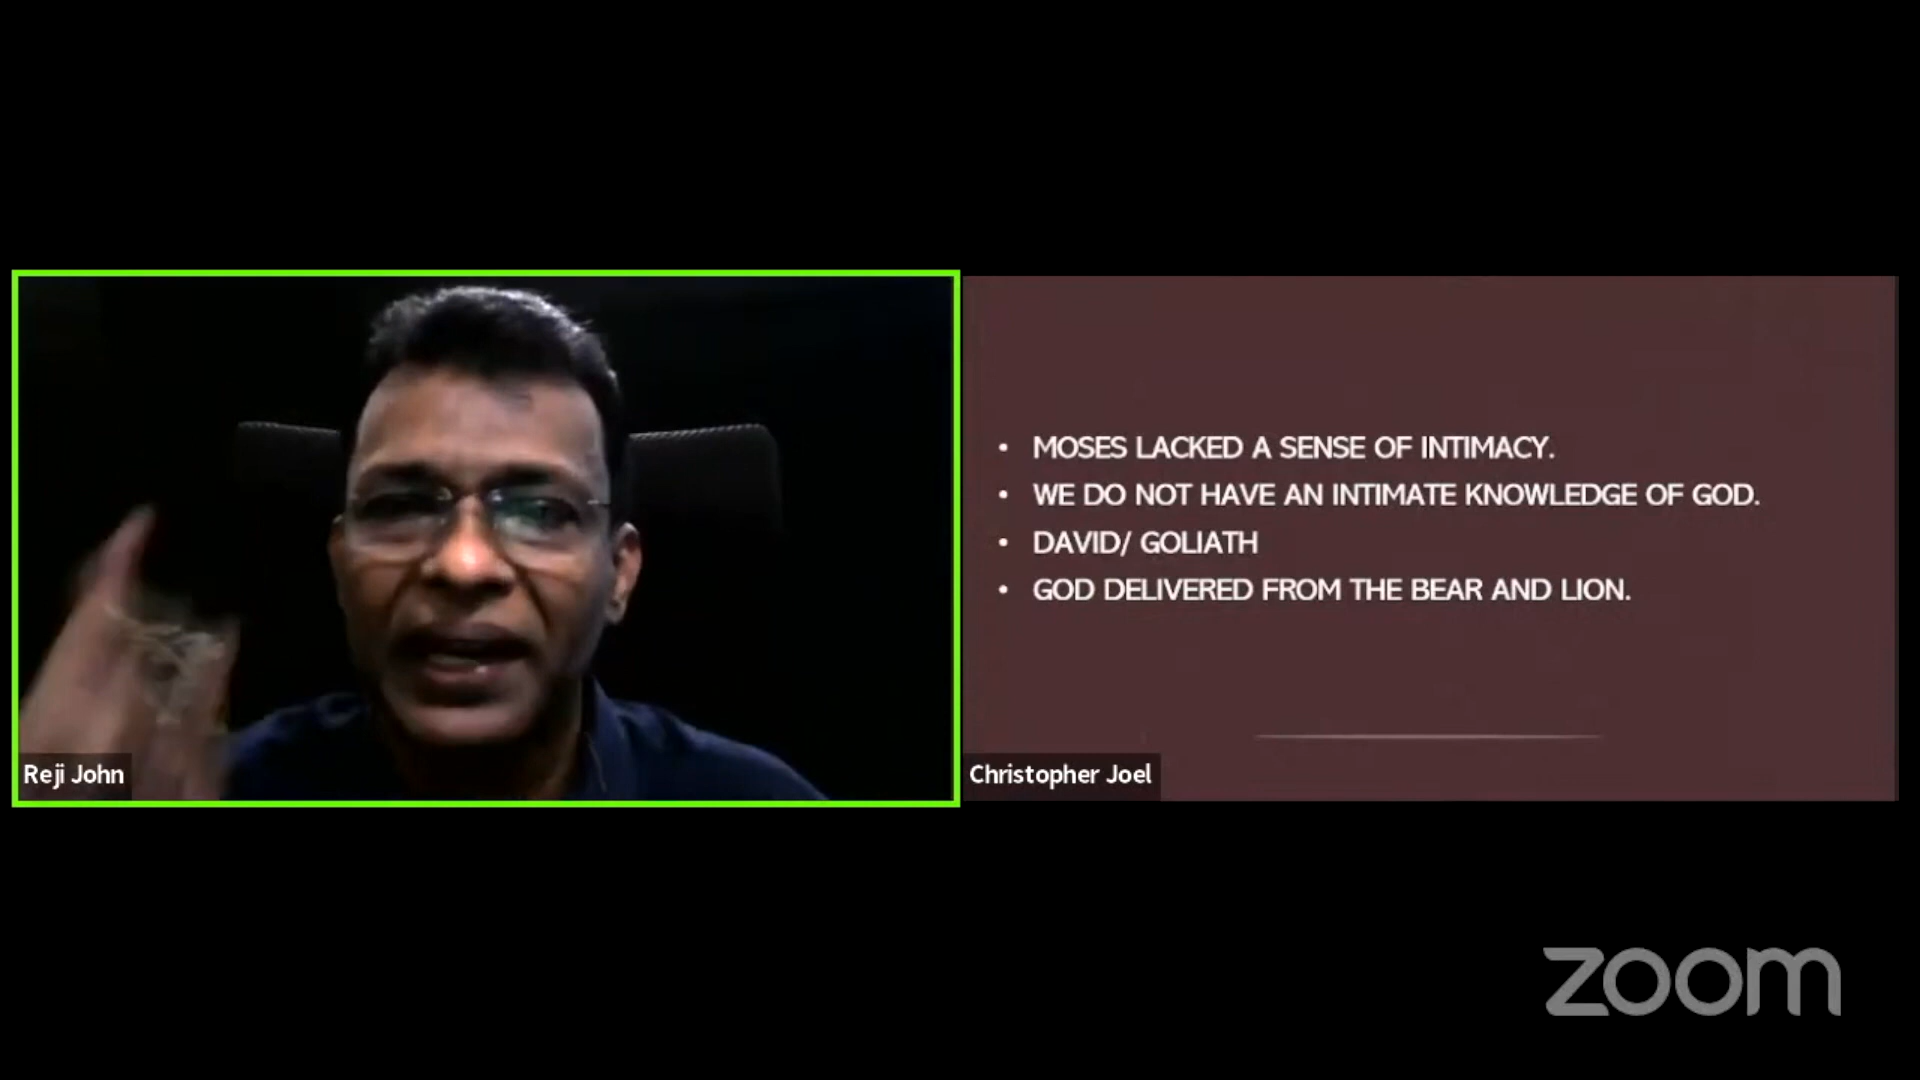 MOSES LACKED A SENSE OF INTIMACY.
WE DO NOT HAVE AN INTIMATE KNOWLEDGE OF GOD.
DAVID/ GOLIATH
GOD DELIVERED FROM THE BEAR AND LION.
Reji John
Christopher Joel
zoom